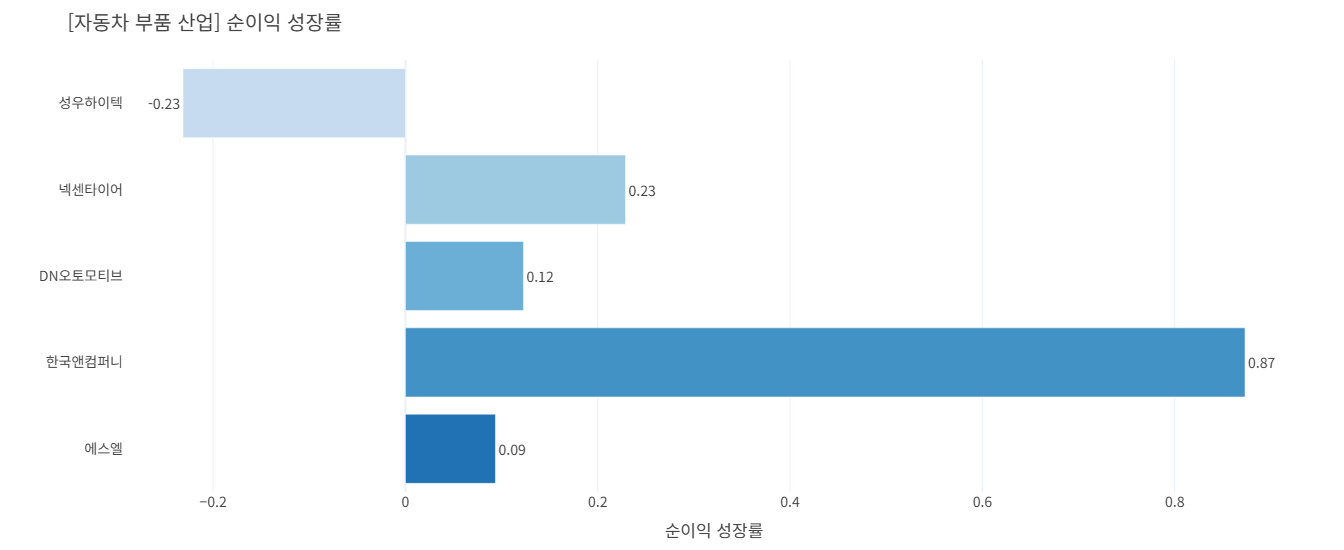 [자동차 부품 산업] 순이익 성장률
성우하이텍 -0.23
넥센타이어 0.23
DN오토모티브 0.12
한국앤컴퍼니 0.87
에스엘 0.09
−0.2 0 0.2 0.4 0.6 0.8
순이익 성장률